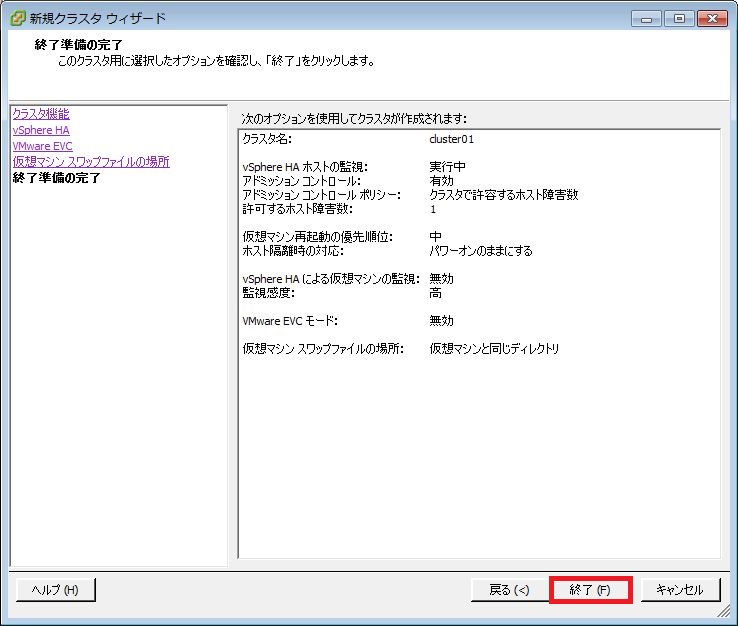 新規クラスタ ウィザード
終了準備の完了
このクラスタ用に選択したオプションを確認し、「終了」をクリックします。
クラスタ機能
vSphere HA
VMware EVC
仮想マシン スワップファイルの場所
終了準備の完了
次のオプションを使用してクラスタが作成されます:
クラスタ名: cluster01
vSphere HA ホストの監視: 実行中
アドミッション コントロール: 有効
アドミッション コントロール ポリシー: クラスタで許容するホスト障害数
許可するホスト障害数: 1
仮想マシン再起動の優先順位: 中
ホスト隔離時の対応: パワーオンのままにする
vSphere HA による仮想マシンの監視: 無効
監視感度: 高
VMware EVC モード: 無効
仮想マシン スワップファイルの場所: 仮想マシンと同じディレクトリ
ヘルプ (H) 戻る (<) 終了 (F) キャンセル